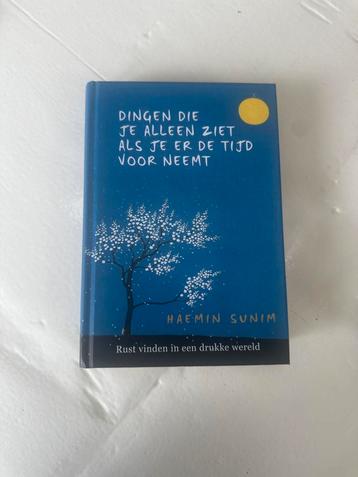 DINGEN DIE
JE ALLEEN ZIET
ALS JE ER DE TIJD
VOOR NEEMT
HAEMIN SUNIM
Rust vinden in een drukke wereld